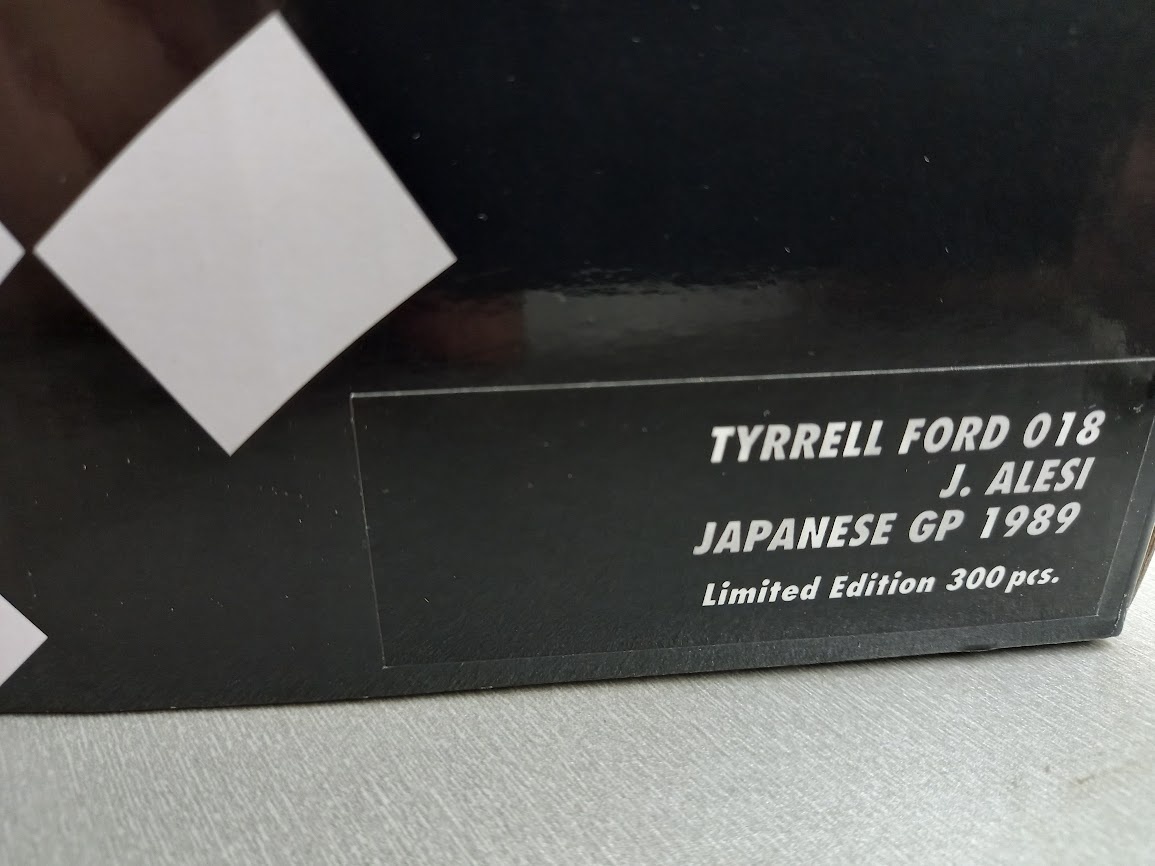 TYRRELL FORD 018
J. ALESI
JAPANESE GP 1989
Limited Edition 300 pcs.